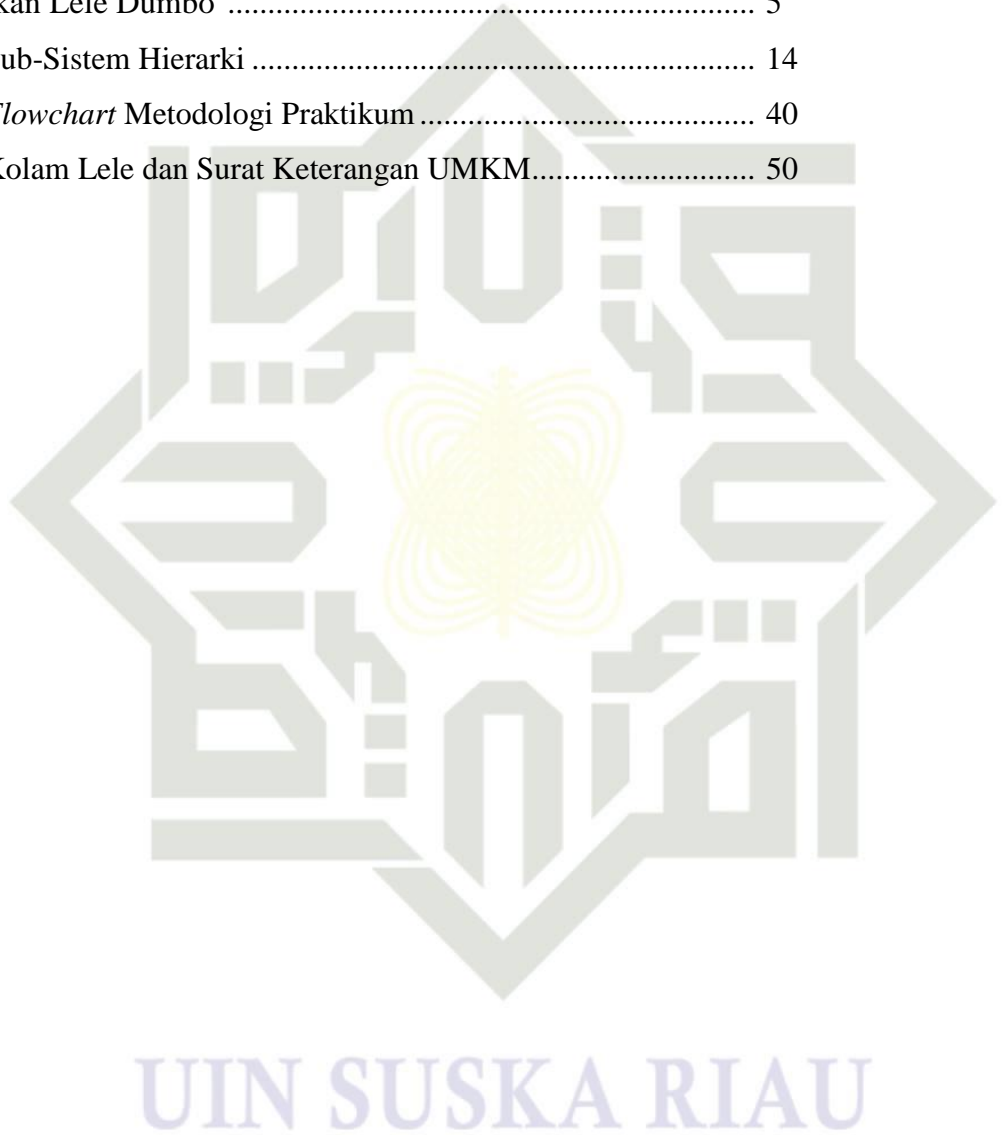 kan Lele Dumbo ................................................................ 5
ub-Sistem Hierarki ............................................................. 14
lowchart Metodologi Praktikum ........................................ 40
Kolam Lele dan Surat Keterangan UMKM........................... 50
UIN SUSKA RIAU